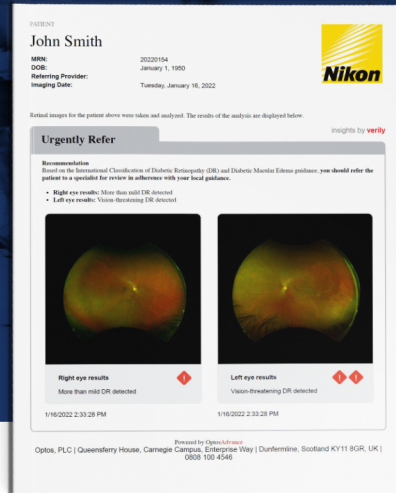 PATIENT
John Smith
MRN: 20220164
DOB: January 1, 1950
Referring Provider:
Imaging Date: Tuesday, January 16, 2022
Nikon
Retinal images for the patient above were taken and analyzed. The results of the analysis are displayed below.
insights by verily
Urgently Refer
Recommendation
Based on the International Classification of Diabetic Retinopathy (DR) and Diabetic Macular Edema guidance, you should refer the
patient to a specialist for review in adherence with your local guidance.
• Right eye results: More than mild DR detected
• Left eye results: Vision-threatening DR detected
Right eye results
!
More than mild DR detected
Left eye results
! !
Vision-threatening DR detected
1/16/2022 2:33:28 PM
1/16/2022 2:33:28 PM
Powered by OptosAdvance
Optos, PLC | Queensferry House, Carnegie Campus, Enterprise Way | Dunfermline, Scotland KY11 8GR, UK |
0808 100 4546